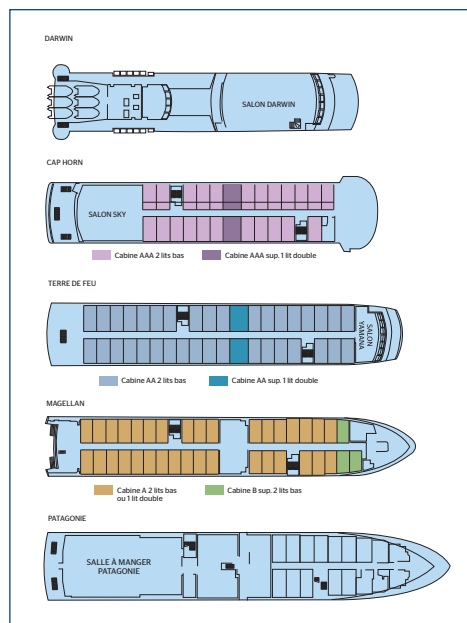 DARWIN
SALON DARWIN
CAP HORN
SALON SKY
Cabine AAA 2 lits bas
Cabine AAA sup. 1 lit double
TERRE DE FEU
SALON
YAMANA
Cabine AA 2 lits bas
Cabine AA sup. 1 lit double
MAGELLAN
Cabine A 2 lits bas
ou 1 lit double
Cabine B sup. 2 lits bas
PATAGONIE
SALLE À MANGER
PATAGONIE